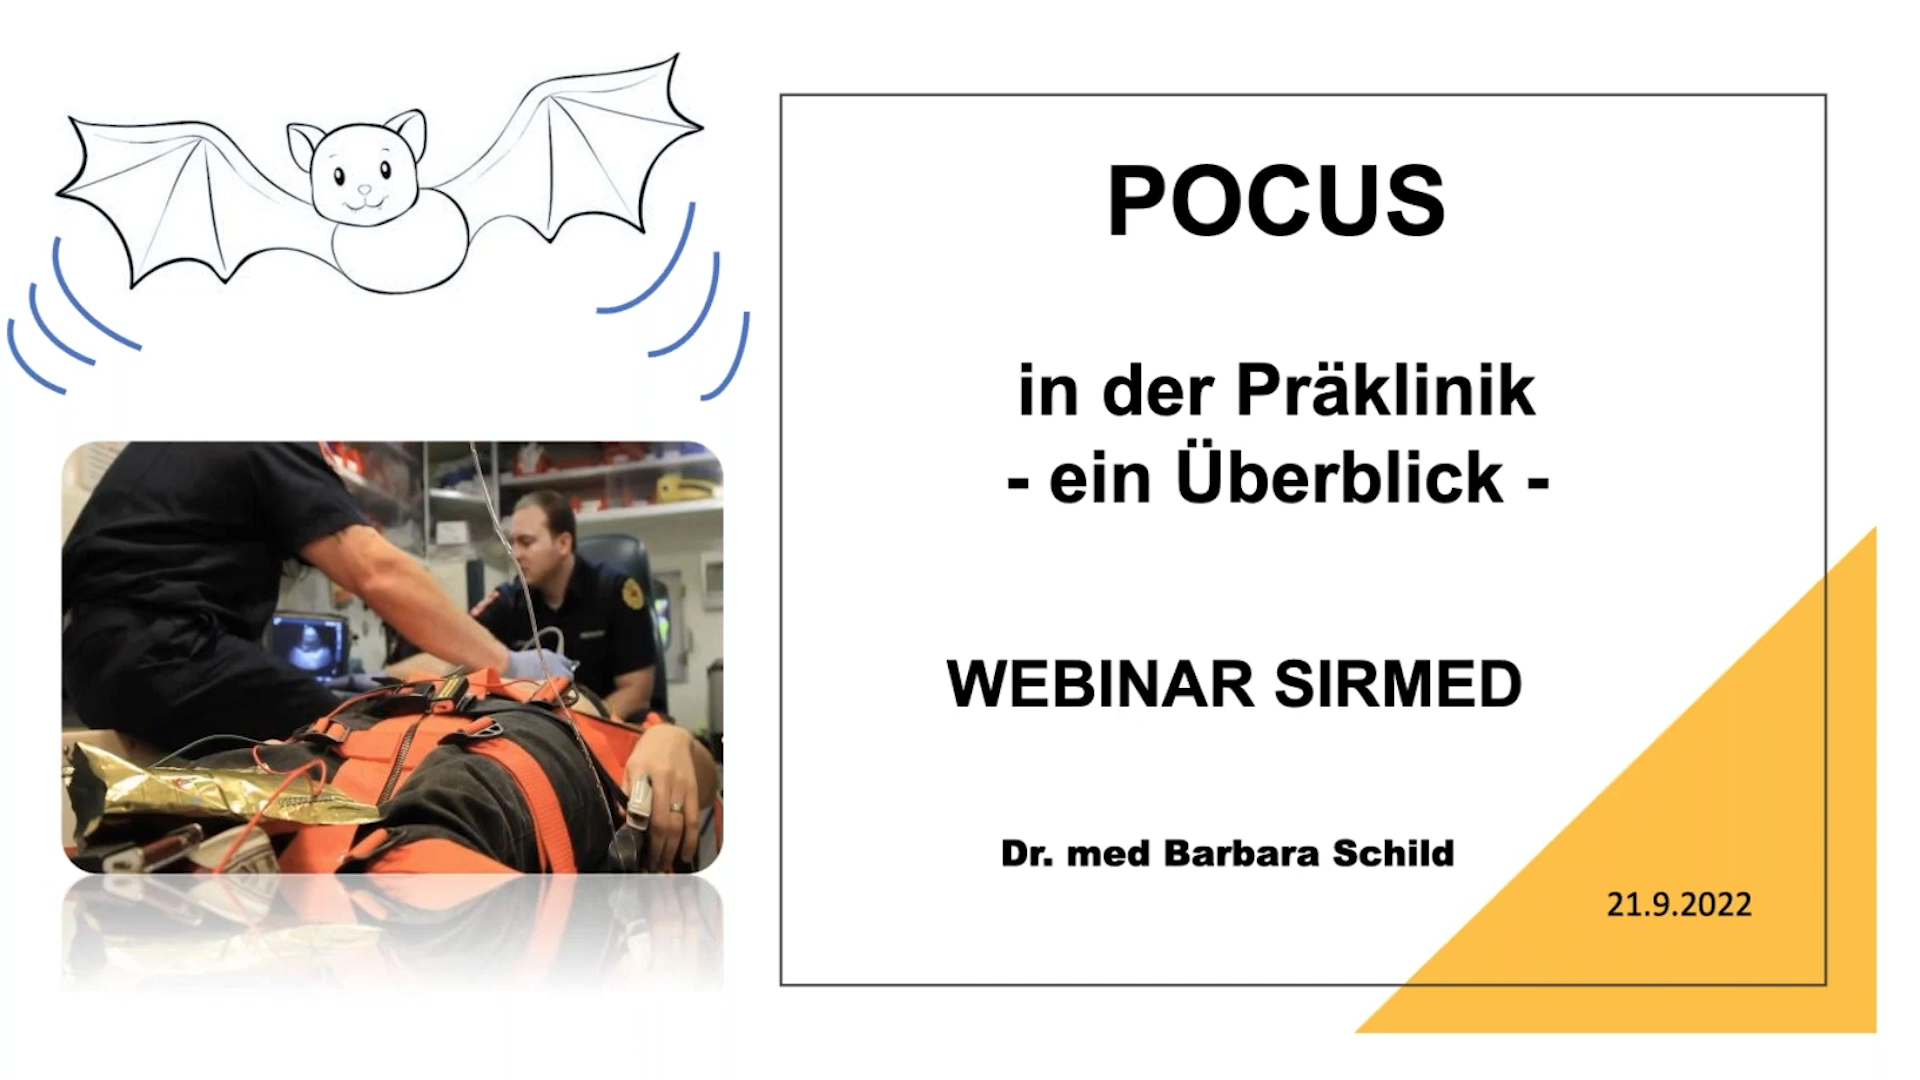 POCUS
in der Präklinik
- ein Überblick -
WEBINAR SIRMED
Dr. med Barbara Schild
21.9.2022